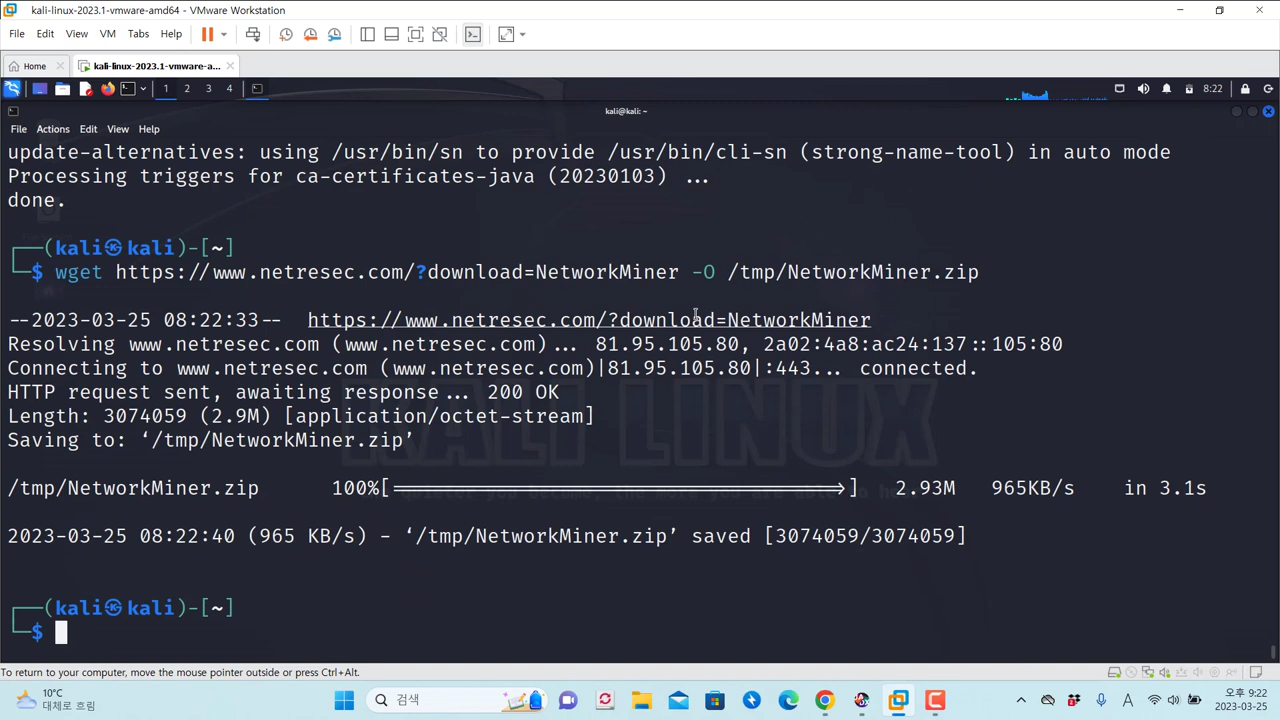 kali-linux-2023.1-vmware-amd64 - VMware Workstation
File Edit View VM Tabs Help
Home kali-linux-2023.1-vmware-a...
1 2 3 4 8:22
kali@kali: ~
File Actions Edit View Help
update-alternatives: using /usr/bin/sn to provide /usr/bin/cli-sn (strong-name-tool) in auto mode
Processing triggers for ca-certificates-java (20230103) ...
done.
┌──(kali㉿kali)-[~]
└─$ wget https://www.netresec.com/?download=NetworkMiner -O /tmp/NetworkMiner.zip
--2023-03-25 08:22:33-- https://www.netresec.com/?download=NetworkMiner
Resolving www.netresec.com (www.netresec.com)... 81.95.105.80, 2a02:4a8:ac24:137::105:80
Connecting to www.netresec.com (www.netresec.com)|81.95.105.80|:443... connected.
HTTP request sent, awaiting response... 200 OK
Length: 3074059 (2.9M) [application/octet-stream]
Saving to: ‘/tmp/NetworkMiner.zip’
KALI LINUX
/tmp/NetworkMiner.zip 100%[===================>] 2.93M 965KB/s in 3.1s
2023-03-25 08:22:40 (965 KB/s) - ‘/tmp/NetworkMiner.zip’ saved [3074059/3074059]
┌──(kali㉿kali)-[~]
└─$
To return to your computer, move the mouse pointer outside or press Ctrl+Alt.
10°C
대체로 흐림
검색
A
오후 9:22
2023-03-25